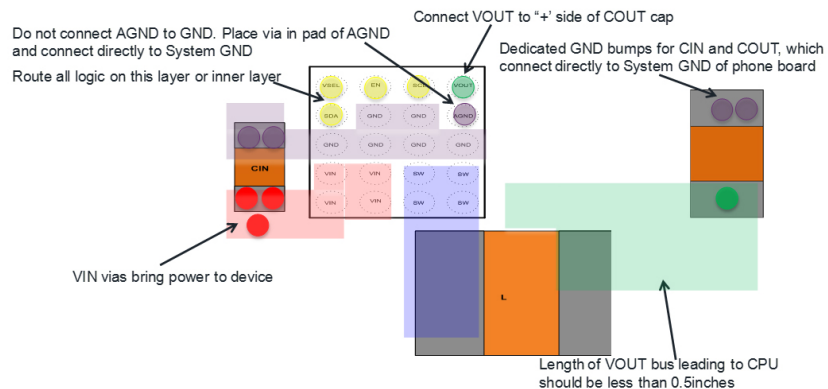 Connect VOUT to “+’ side of COUT cap
Do not connect AGND to GND. Place via in pad of AGND
and connect directly to System GND
Dedicated GND bumps for CIN and COUT, which
connect directly to System GND of phone board
Route all logic on this layer or inner layer
VSEL EN SCL VOUT
SDA GND GND AGND
GND GND GND GND
CIN
VIN VIN SW SW
VIN VIN SW SW
VIN vias bring power to device
L
Length of VOUT bus leading to CPU
should be less than 0.5inches